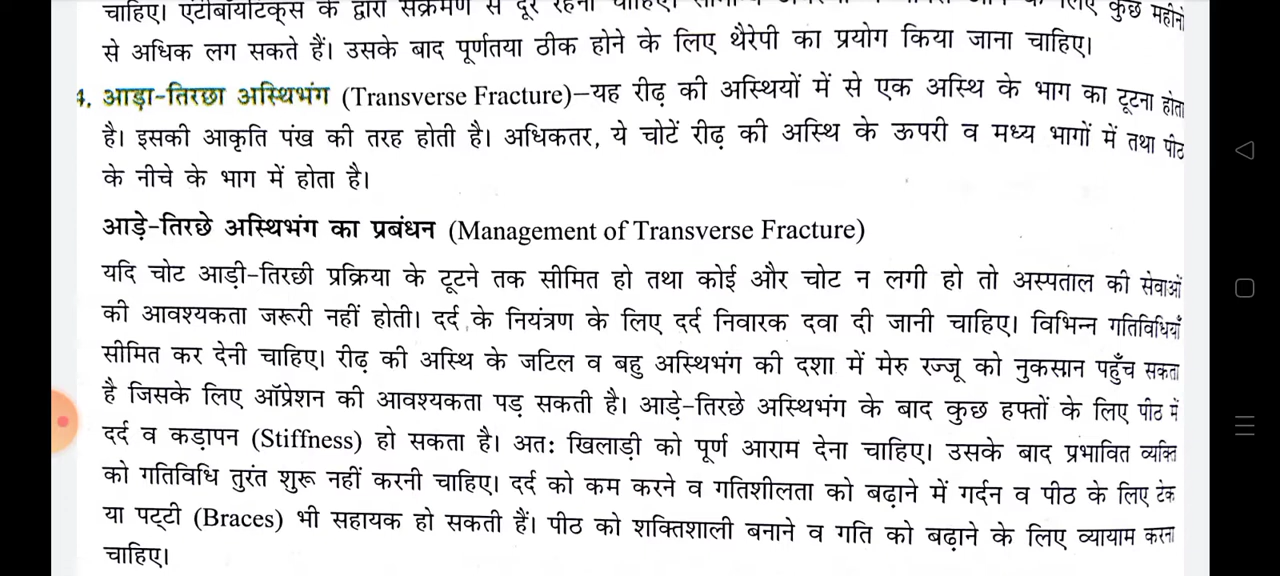 चाहिए। एंटीबॉयटिक्स के द्वारा संक्रमण से दूर रहना चाहिए। के लिए कुछ महीनों
से अधिक लग सकते हैं। उसके बाद पूर्णतया ठीक होने के लिए थैरेपी का प्रयोग किया जाना चाहिए।
4. आड़ा-तिरछा अस्थिभंग (Transverse Fracture)–यह रीढ़ की अस्थियों में से एक अस्थि के भाग का टूटना होता
है। इसकी आकृति पंख की तरह होती है। अधिकतर, ये चोटें रीढ़ की अस्थि के ऊपरी व मध्य भागों में तथा पीठ
के नीचे के भाग में होता है।
आड़े-तिरछे अस्थिभंग का प्रबंधन (Management of Transverse Fracture)
यदि चोट आड़ी-तिरछी प्रक्रिया के टूटने तक सीमित हो तथा कोई और चोट न लगी हो तो अस्पताल की सेवाओं
की आवश्यकता जरूरी नहीं होती। दर्द के नियंत्रण के लिए दर्द निवारक दवा दी जानी चाहिए। विभिन्न गतिविधियाँ
सीमित कर देनी चाहिए। रीढ़ की अस्थि के जटिल व बहु अस्थिभंग की दशा में मेरु रज्जू को नुकसान पहुँच सकता
है जिसके लिए ऑप्रेशन की आवश्यकता पड़ सकती है। आड़े-तिरछे अस्थिभंग के बाद कुछ हफ्तों के लिए पीठ में
दर्द व कड़ापन (Stiffness) हो सकता है। अतः खिलाड़ी को पूर्ण आराम देना चाहिए। उसके बाद प्रभावित व्यक्ति
को गतिविधि तुरंत शुरू नहीं करनी चाहिए। दर्द को कम करने व गतिशीलता को बढ़ाने में गर्दन व पीठ के लिए टेक
या पट्टी (Braces) भी सहायक हो सकती हैं। पीठ को शक्तिशाली बनाने व गति को बढ़ाने के लिए व्यायाम करना
चाहिए।